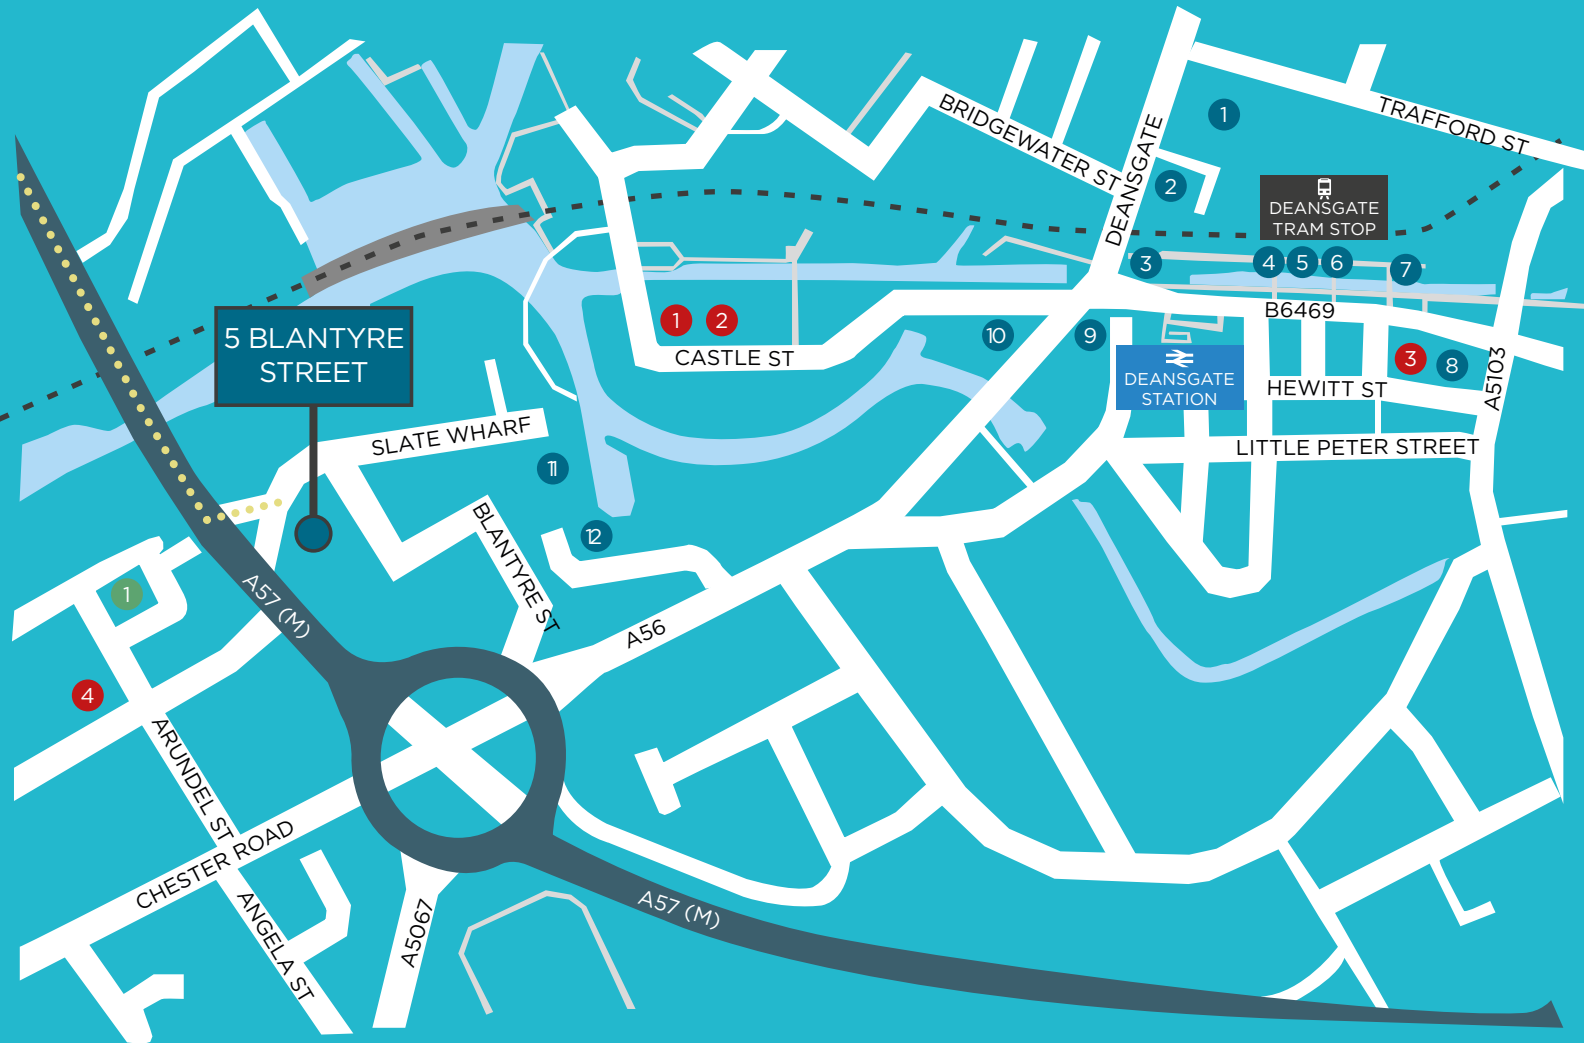 BRIDGEWATER ST
DEANSGATE
TRAFFORD ST
1
2
DEANSGATE
TRAM STOP
3
4
5
6
7
B6469
1
2
CASTLE ST
10
9
DEANSGATE
STATION
3
8
HEWITT ST
A5103
LITTLE PETER STREET
5 BLANTYRE
STREET
SLATE WHARF
11
12
BLANTYRE ST
A56
A57 (M)
1
4
ARUNDEL ST
CHESTER ROAD
ANGELA ST
A5067
A57 (M)